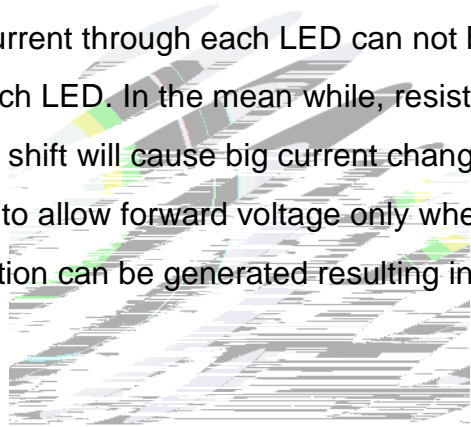 urrent through each LED can not
ch LED. In the mean while, resist
shift will cause big current chang
to allow forward voltage only whe
tion can be generated resulting in